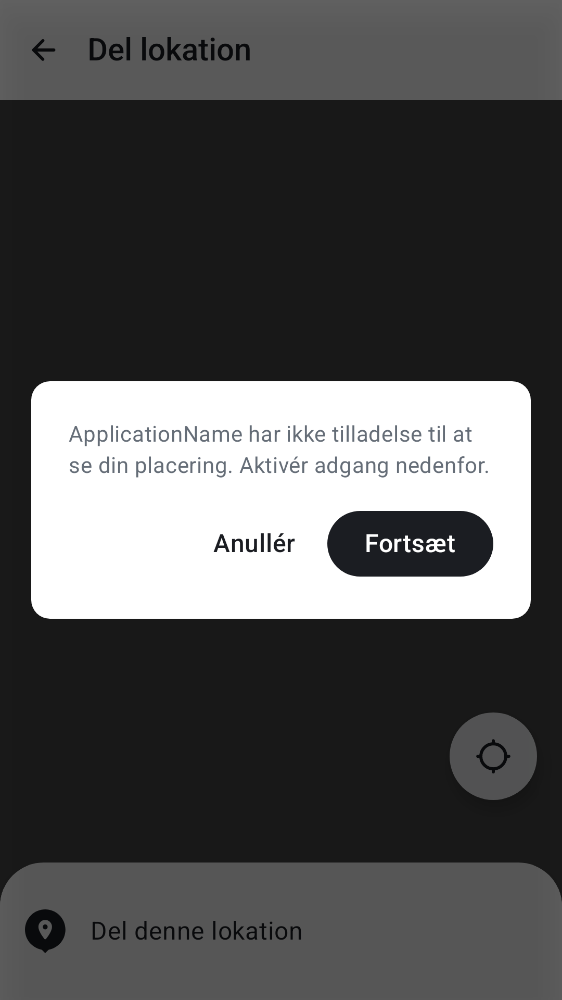 Del lokation
ApplicationName har ikke tilladelse til at
se din placering. Aktivér adgang nedenfor.
Anullér
Fortsæt
Del denne lokation